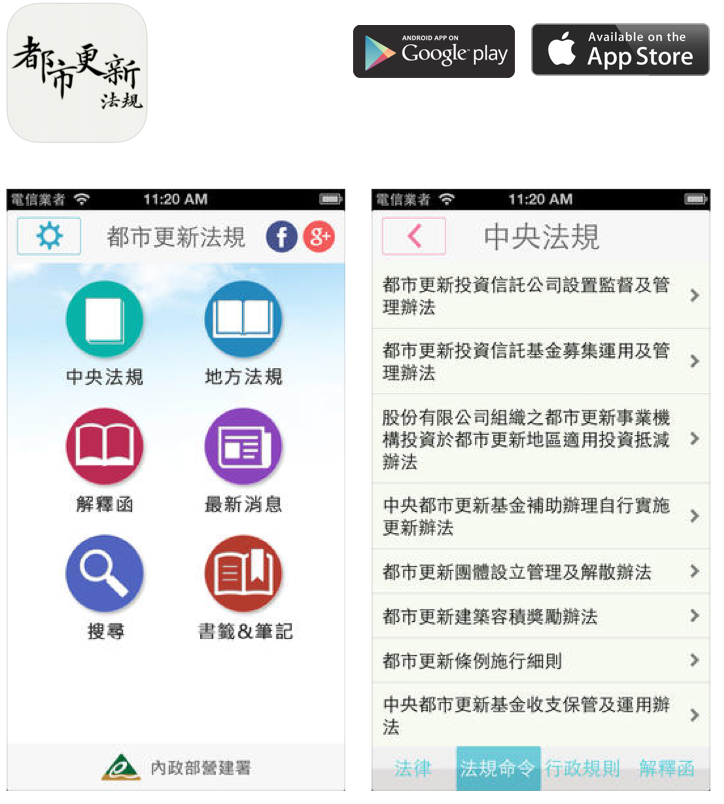 都市更新
法規
ANDROID APP ON
Google play
Available on the
App Store
電信業者
11:20 AM
都市更新法規
f
g+
中央法規
地方法規
解釋函
最新消息
搜尋
書籤&筆記
內政部營建署
電信業者
11:20 AM
中央法規
都市更新投資信託公司設置監督及管
理辦法
都市更新投資信託基金募集運用及管
理辦法
股份有限公司組織之都市更新事業機
構投資於都市更新地區適用投資抵減
辦法
中央都市更新基金補助辦理自行實施
更新辦法
都市更新團體設立管理及解散辦法
都市更新建築容積獎勵辦法
都市更新條例施行細則
中央都市更新基金收支保管及運用辦
法
法律
法規命令
行政規則
解釋函